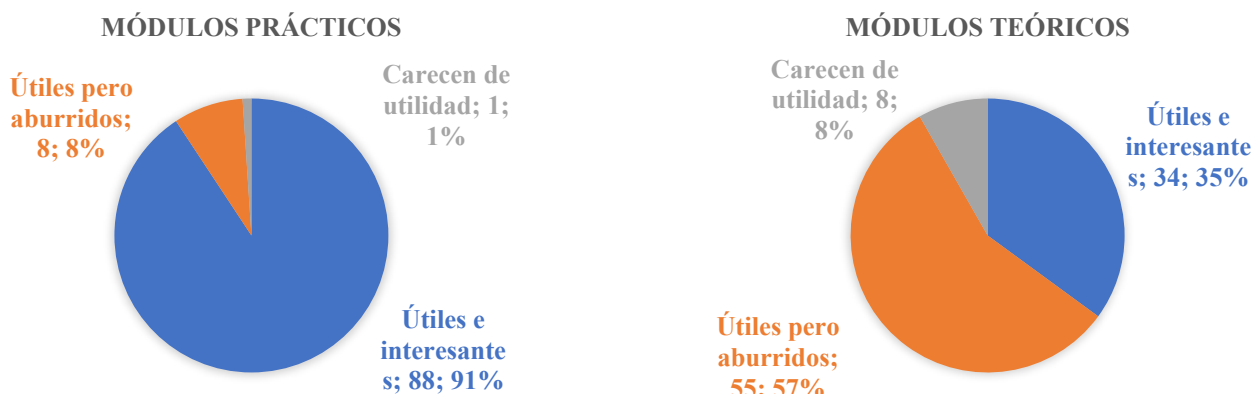 MÓDULOS PRÁCTICOS
Útiles pero
aburridos;
8; 8%
Carecen de
utilidad; 1;
1%
Útiles e
interesante
s; 88; 91%
MÓDULOS TEÓRICOS
Carecen de
utilidad; 8;
8%
Útiles e
interesante
s; 34; 35%
Útiles pero
aburridos;
55; 57%